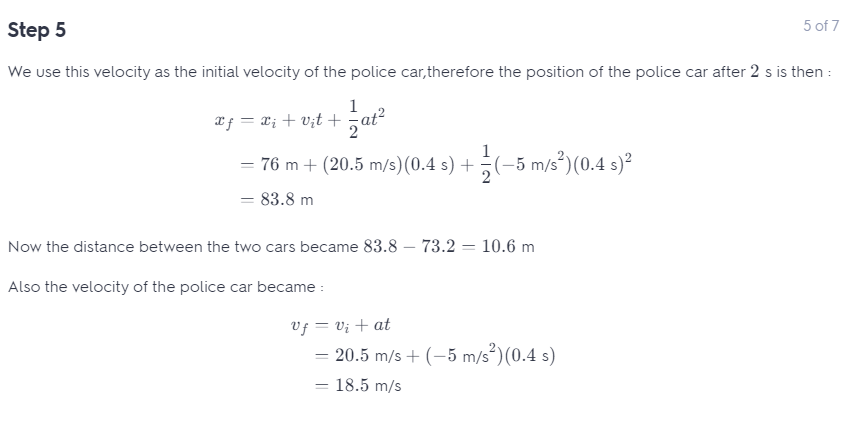 Step 5
5 of 7
We use this velocity as the initial velocity of the police car,therefore the position of the police car after 2 s is then :
x_f = x_i + v_i t + \frac{1}{2}at^2
= 76 m + (20.5 m/s)(0.4 s) + \frac{1}{2}(−5 m/s^2)(0.4 s)^2
= 83.8 m
Now the distance between the two cars became 83.8 − 73.2 = 10.6 m
Also the velocity of the police car became :
v_f = v_i + at
= 20.5 m/s + (−5 m/s^2)(0.4 s)
= 18.5 m/s